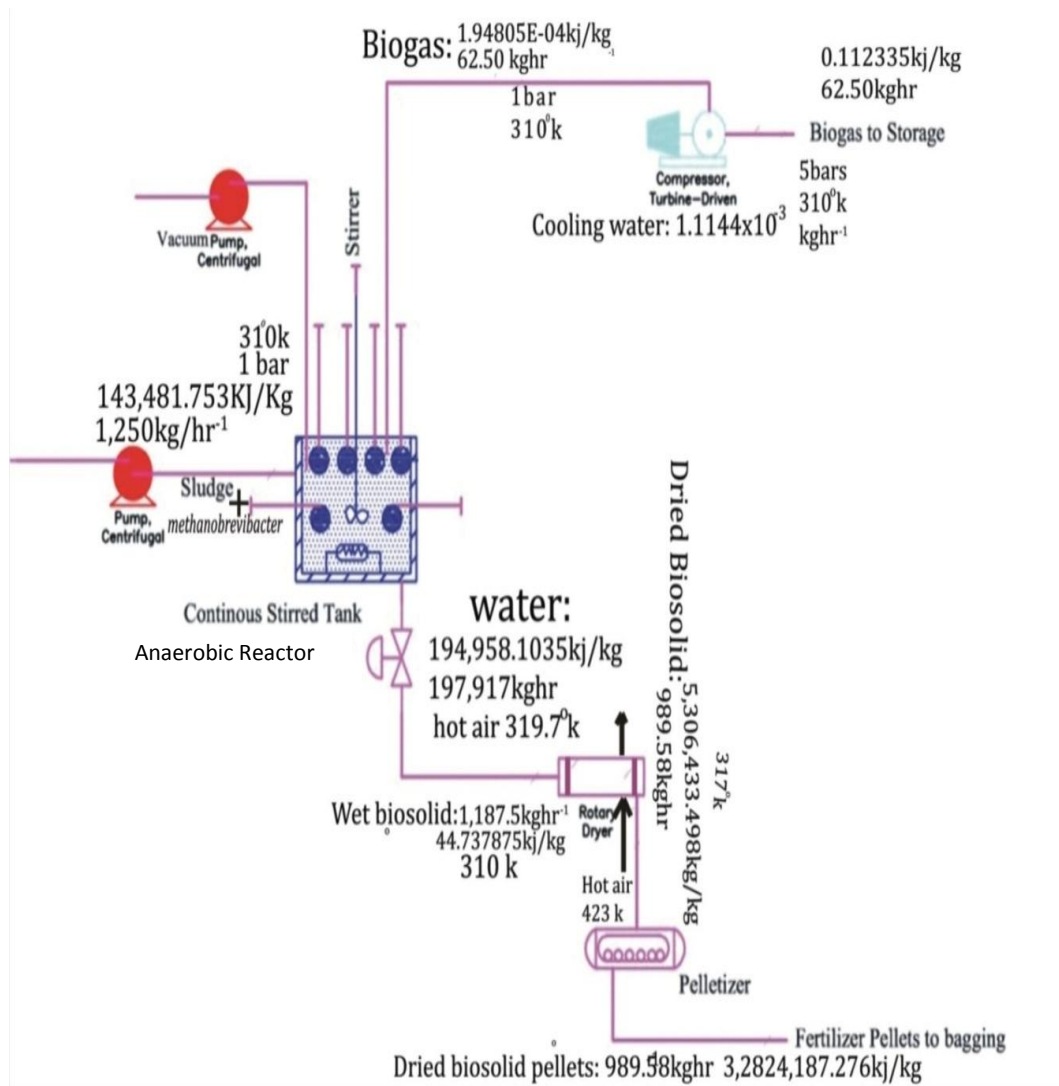 Biogas: 1.94805E-04kj/kg
62.50 kghr-1
1bar
310°k
0.112335kj/kg
62.50kghr
Biogas to Storage
5bars
310°k
kghr-1
Compressor,
Turbine-Driven
Cooling water: 1.1144x10-3
Vacuum Pump,
Centrifugal
Stirrer
310°k
1 bar
143,481.753KJ/Kg
1,250kg/hr-1
Sludge
+
methanobrevibacter
Pump,
Centrifugal
Continous Stirred Tank
Anaerobic Reactor
water:
194,958.1035kj/kg
197,917kghr
hot air 319.7°k
Dried Biosolid: 5,306,433.498kg/kg
989.58kghr
317°k
Wet biosolid:1,187.5kghr-1
44.737875kj/kg
310 k
Rotary
Dryer
Hot air
423 k
Pelletizer
Fertilizer Pellets to bagging
Dried biosolid pellets: 989.58kghr 3,2824,187.276kj/kg